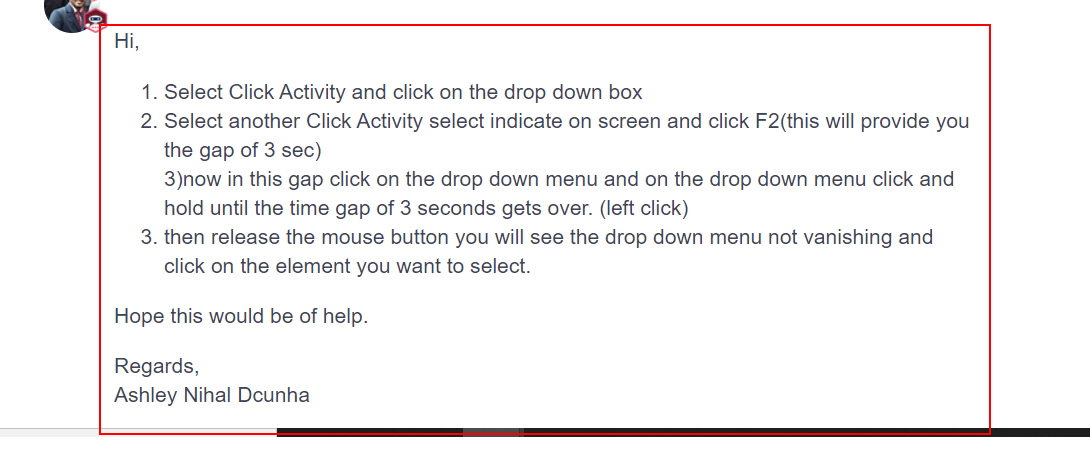 Hi,
1. Select Click Activity and click on the drop down box
2. Select another Click Activity select indicate on screen and click F2(this will provide you
the gap of 3 sec)
3)now in this gap click on the drop down menu and on the drop down menu click and
hold until the time gap of 3 seconds gets over. (left click)
3. then release the mouse button you will see the drop down menu not vanishing and
click on the element you want to select.
Hope this would be of help.
Regards,
Ashley Nihal Dcunha